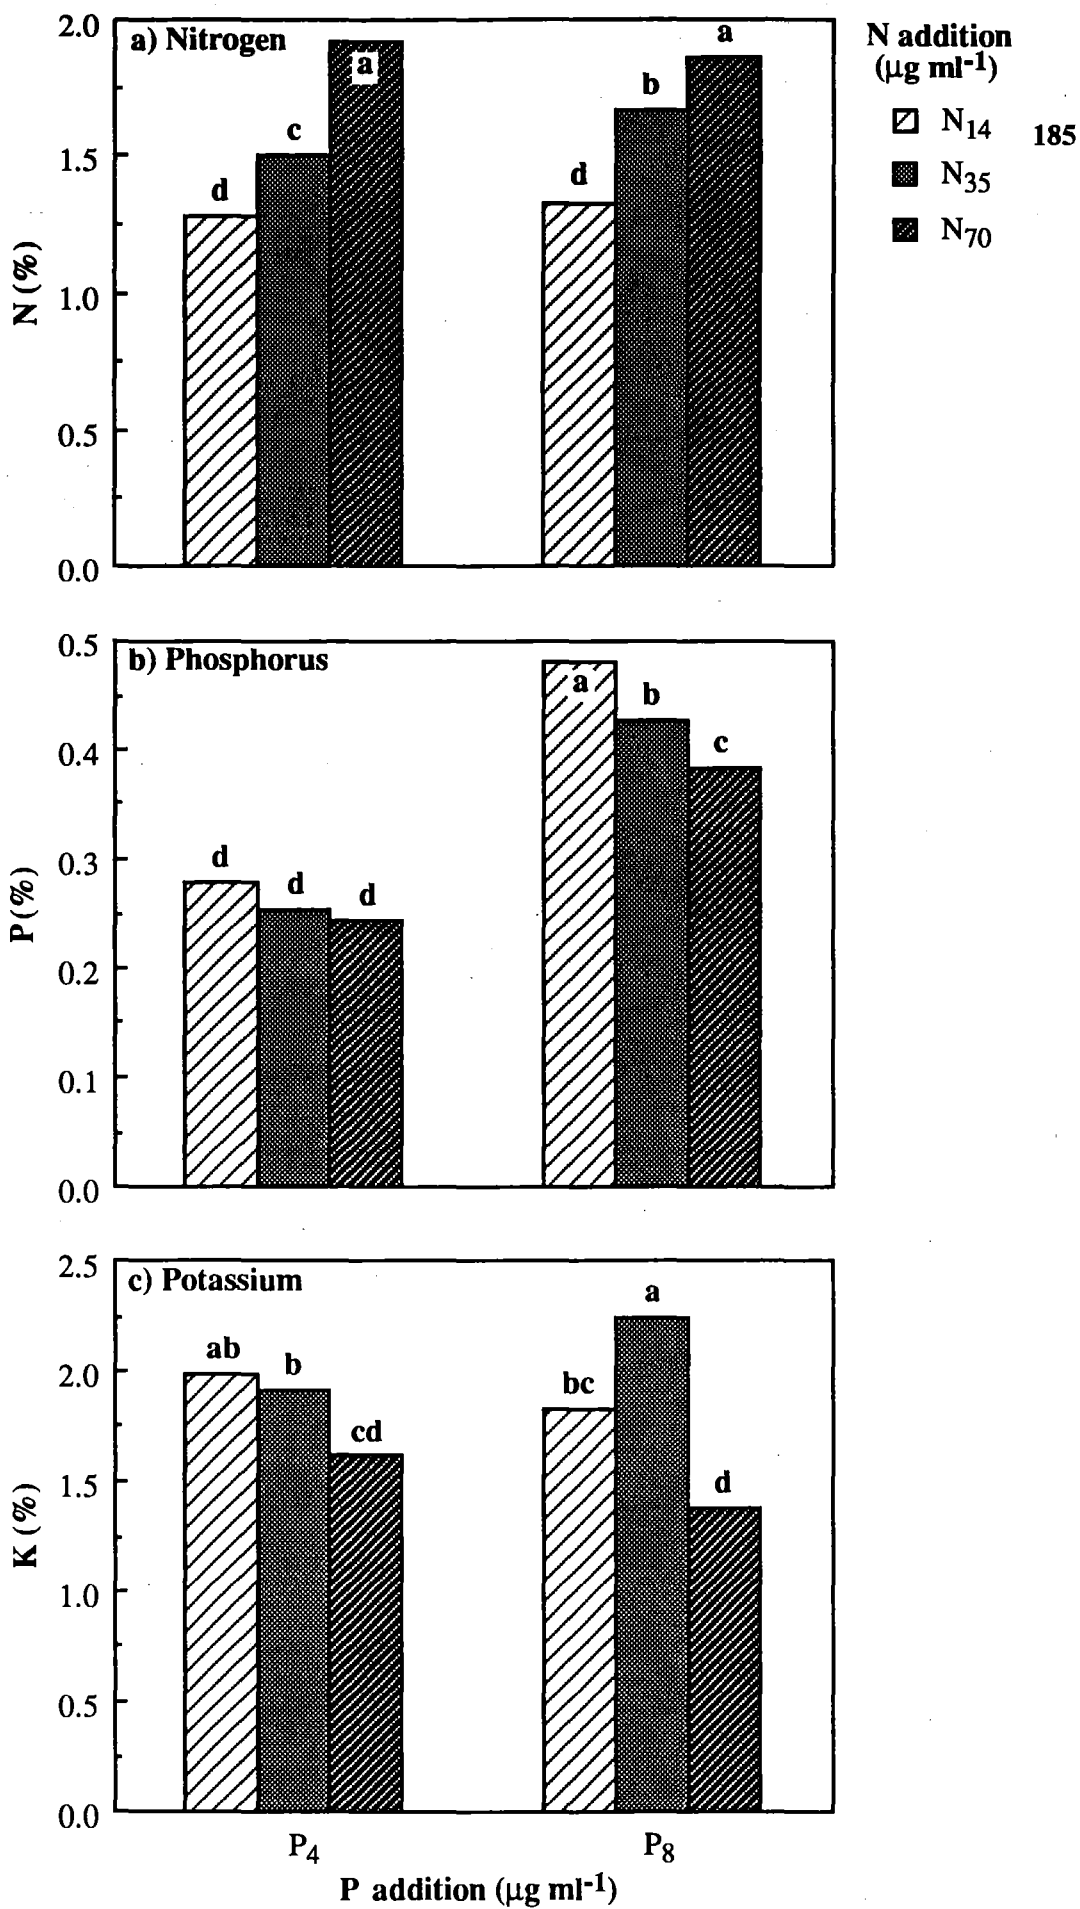 a) Nitrogen
N (%)
2.0
1.5
1.0
0.5
0.0
d
c
a
d
b
a
N addition
(µg ml⁻¹)
N₁₄
N₃₅
N₇₀
185
b) Phosphorus
P (%)
0.5
0.4
0.3
0.2
0.1
0.0
d
d
d
a
b
c
c) Potassium
K (%)
2.5
2.0
1.5
1.0
0.5
0.0
ab
b
cd
bc
a
d
P₄
P₈
P addition (µg ml⁻¹)